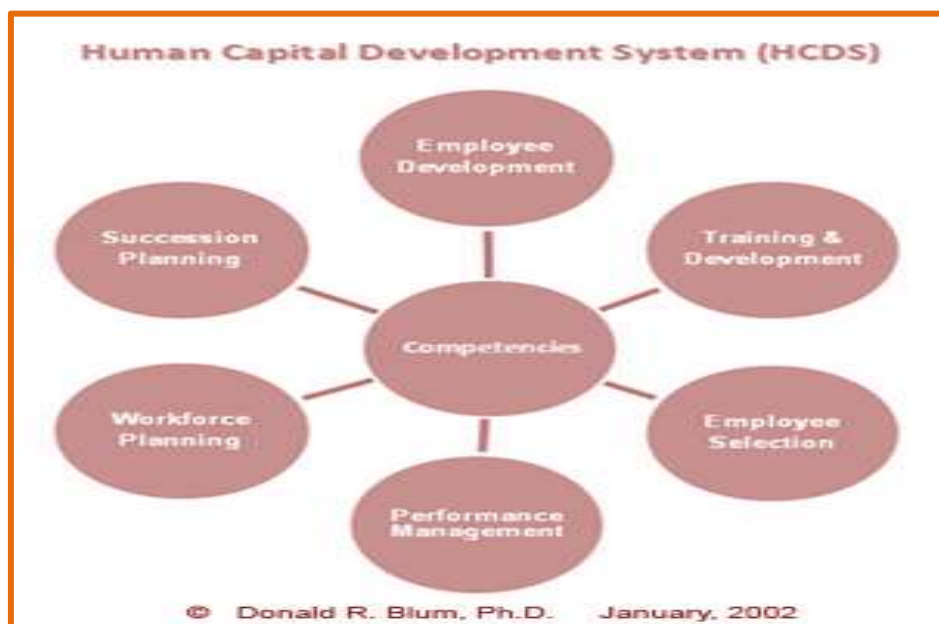 Human Capital Development System (HCDS)
Employee
Development
Training &
Development
Employee
Selection
Performance
Management
Workforce
Planning
Succession
Planning
Competencies
© Donald R. Blum, Ph.D. January, 2002